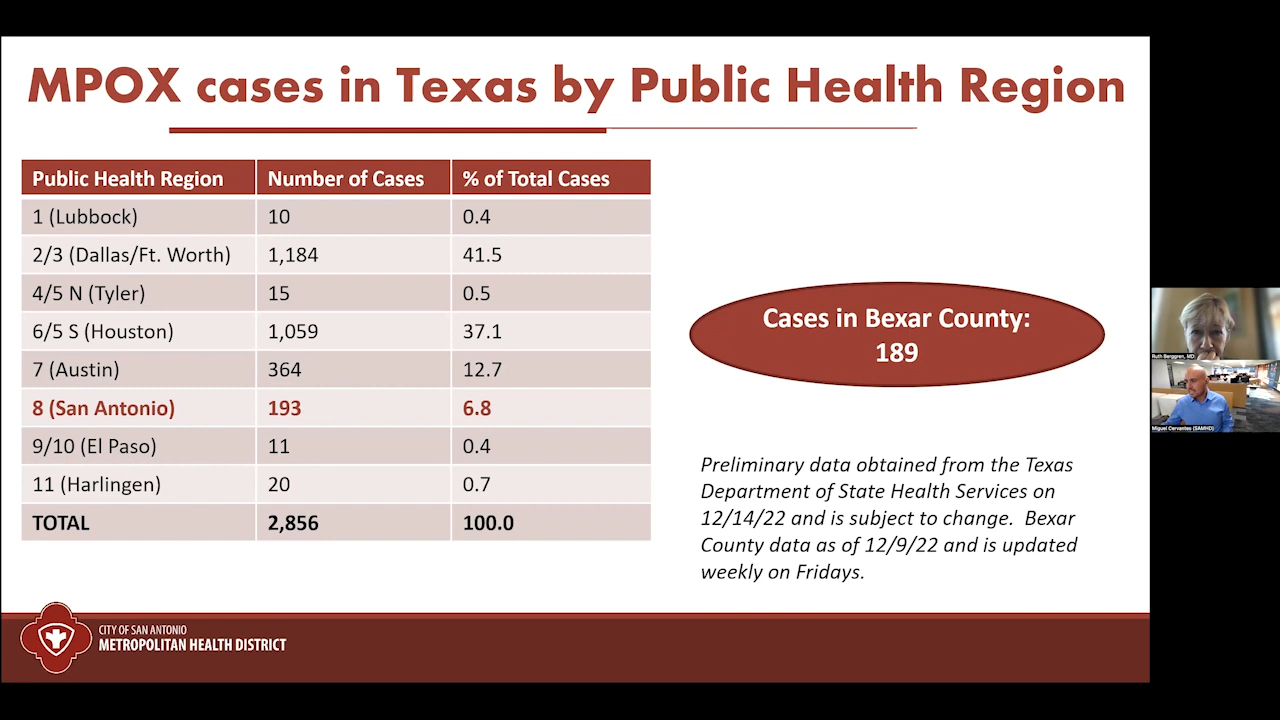 MPOX cases in Texas by Public Health Region
Public Health Region Number of Cases % of Total Cases
1 (Lubbock) 10 0.4
2/3 (Dallas/Ft. Worth) 1,184 41.5
4/5 N (Tyler) 15 0.5
6/5 S (Houston) 1,059 37.1
7 (Austin) 364 12.7
8 (San Antonio) 193 6.8
9/10 (El Paso) 11 0.4
11 (Harlingen) 20 0.7
TOTAL 2,856 100.0
Cases in Bexar County:
189
Preliminary data obtained from the Texas
Department of State Health Services on
12/14/22 and is subject to change. Bexar
County data as of 12/9/22 and is updated
weekly on Fridays.
Ruth Berggren, MD
Miguel Cervantes (SAMHD)
CITY OF SAN ANTONIO
METROPOLITAN HEALTH DISTRICT